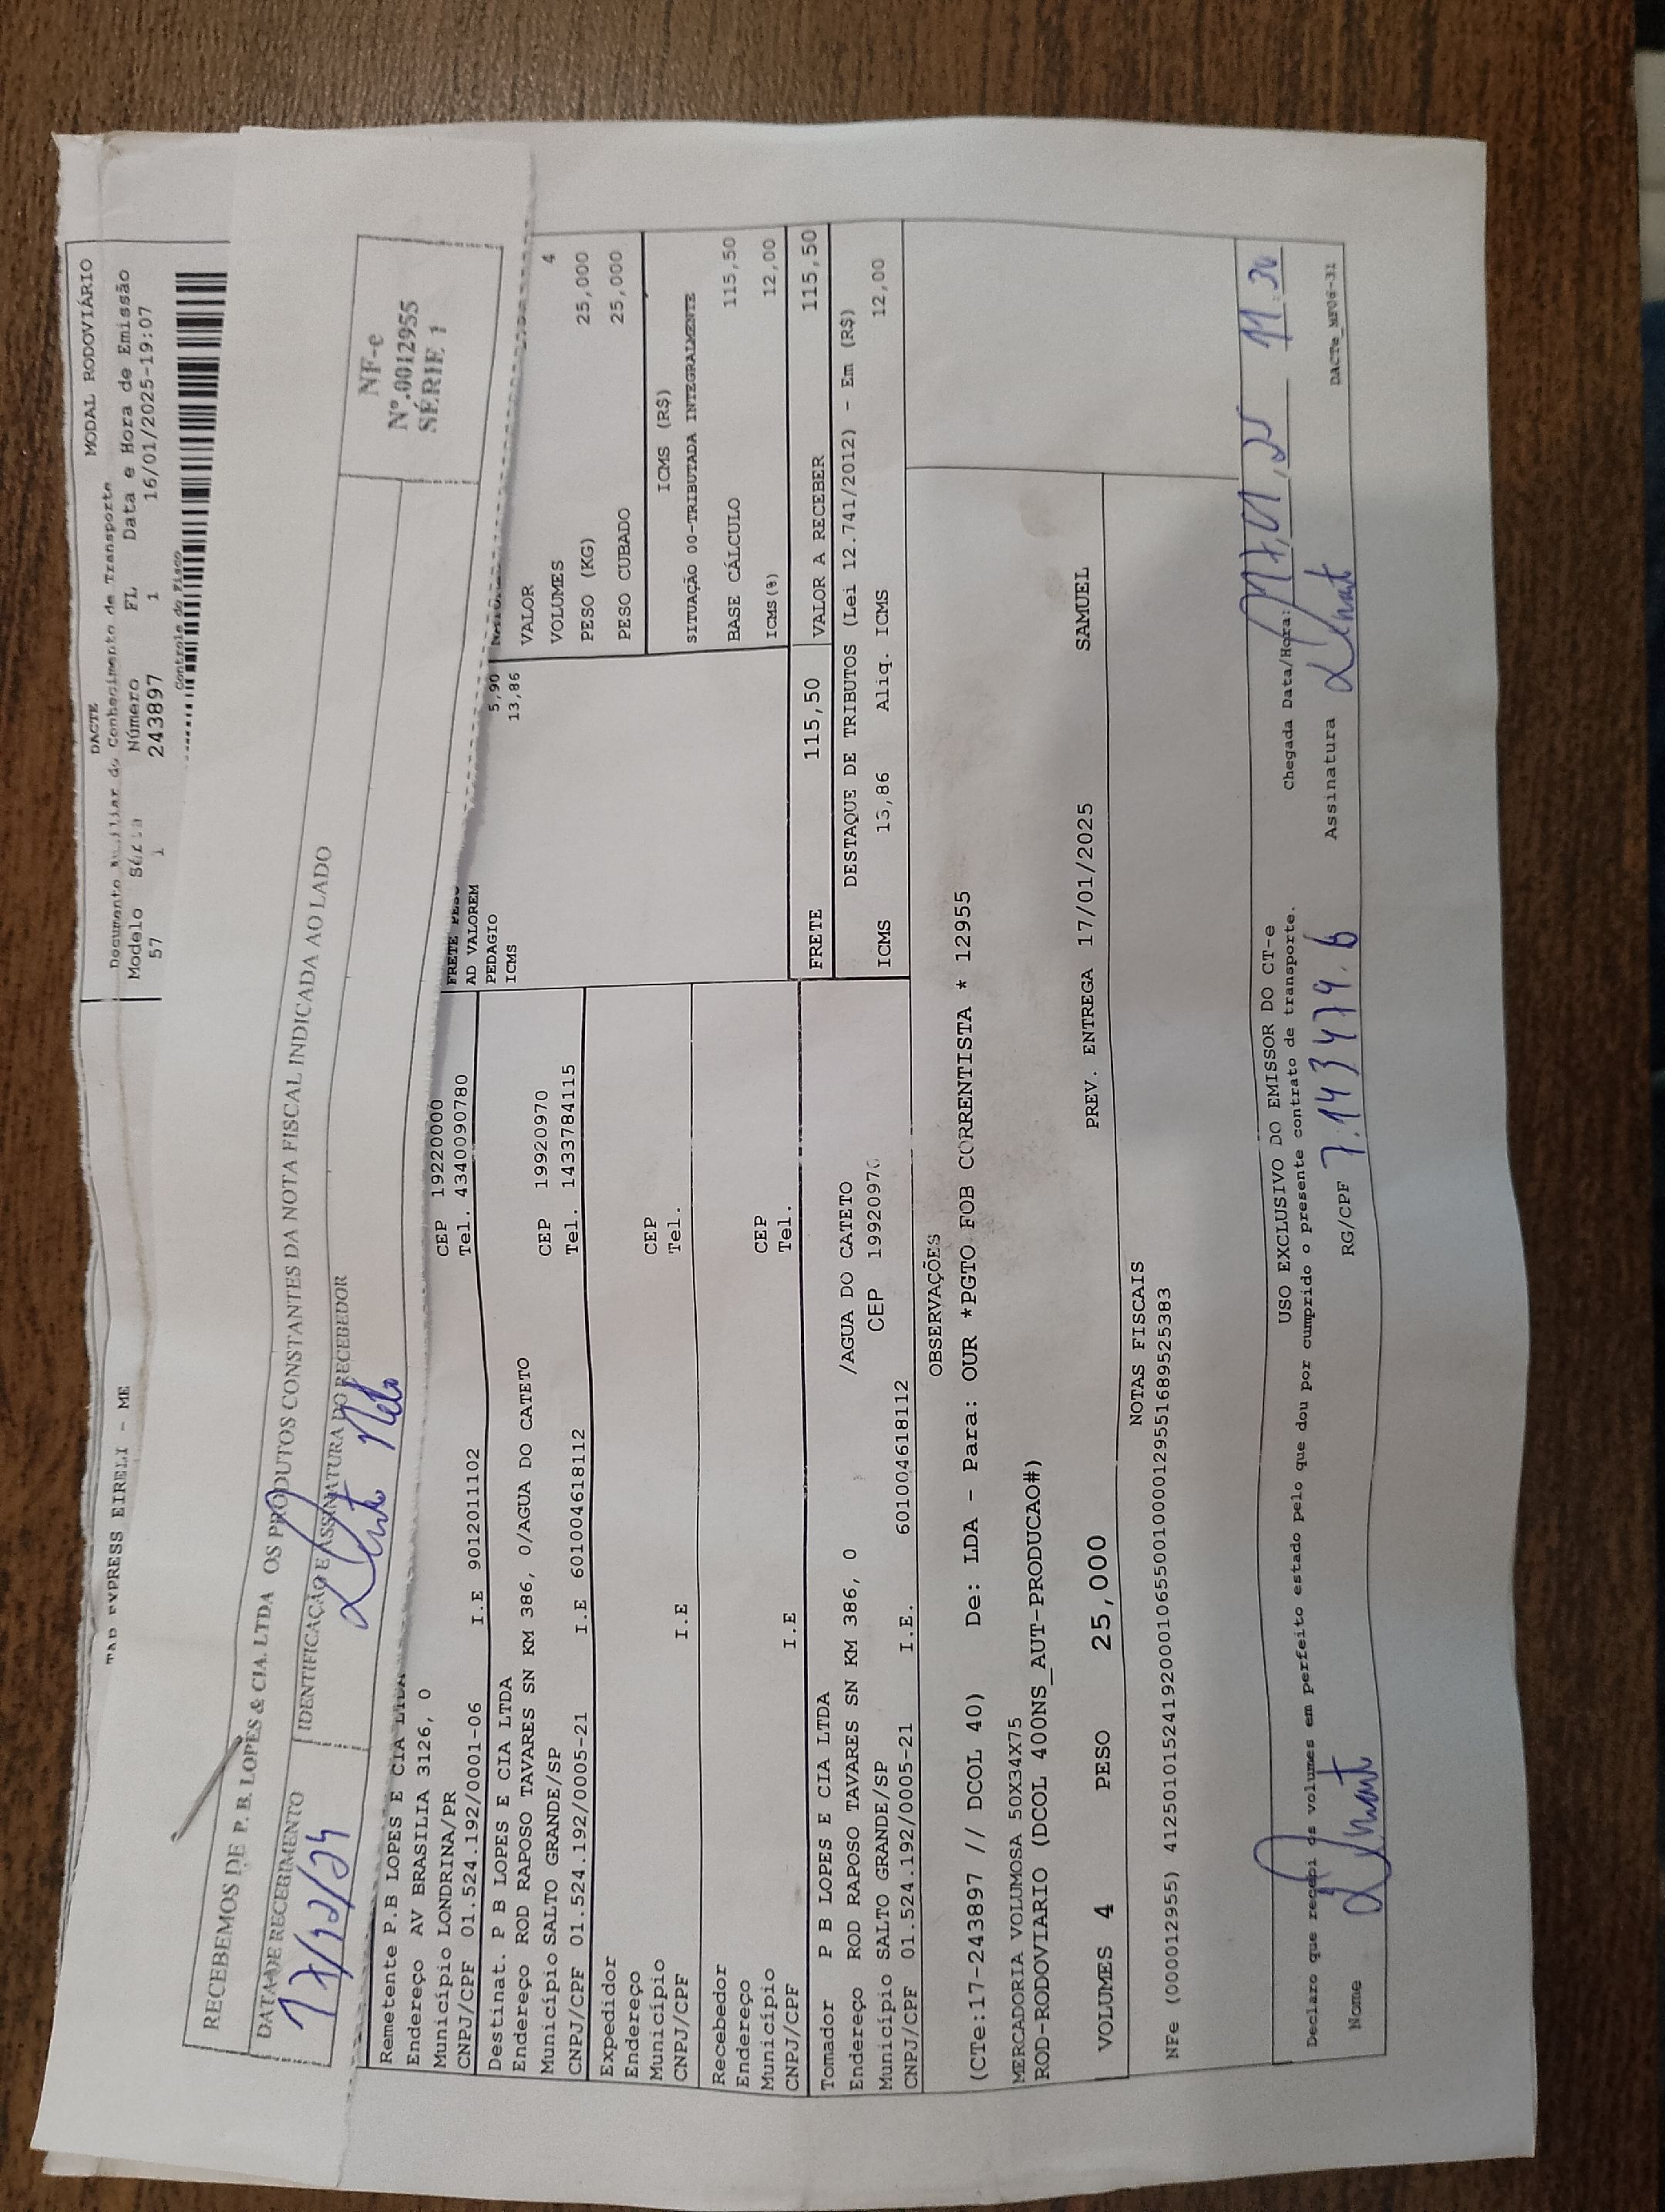 EXPRESS EIRELI - ME
DACTE
MODAL RODOVIÁRIO
Documento Auxiliar do Conhecimento de Transporte
Modelo Série Número FL Data e Hora de Emissão
57 1 243897 1 16/01/2025-19:07
Controle do Fisco
RECEBEMOS DE P. B. LOPES & CIA. LTDA OS PRODUTOS CONSTANTES DA NOTA FISCAL INDICADA AO LADO
DATA DE RECEBIMENTO
IDENTIFICAÇÃO E ASSINATURA DO RECEBEDOR
NF-e
Nº.0012955
SÉRIE 1
Remetente P.B LOPES E CIA LTDA
Endereço AV BRASILIA 3126, 0 CEP 19220000
Município LONDRINA/PR Tel. 4340090780
CNPJ/CPF 01.524.192/0001-06 I.E 9012011102
Destinat. P B LOPES E CIA LTDA
Endereço ROD RAPOSO TAVARES SN KM 386, 0/AGUA DO CATETO CEP 19920970
Município SALTO GRANDE/SP Tel. 1433784115
CNPJ/CPF 01.524.192/0005-21 I.E 601004618112
Expedidor
Endereço
Município CEP
CNPJ/CPF I.E Tel.
Recebedor
Endereço
Município CEP
CNPJ/CPF I.E Tel.
Tomador P B LOPES E CIA LTDA
Endereço ROD RAPOSO TAVARES SN KM 386, 0 /AGUA DO CATETO
Município SALTO GRANDE/SP CEP 19920970
CNPJ/CPF 01.524.192/0005-21 I.E. 601004618112
FRETE PESO
AD VALOREM
PEDAGIO 5,90
ICMS 13,86
VALOR
VOLUMES 4
PESO (KG) 25,000
PESO CUBADO 25,000
ICMS (R$)
SITUAÇÃO 00-TRIBUTADA INTEGRALMENTE
BASE CÁLCULO 115,50
ICMS(%) 12,00
FRETE 115,50 VALOR A RECEBER 115,50
DESTAQUE DE TRIBUTOS (Lei 12.741/2012) - Em (R$)
ICMS 13,86 Aliq. ICMS 12,00
OBSERVAÇÕES
(CTe:17-243897 // DCOL 40) De: LDA - Para: OUR *PGTO FOB CORRENTISTA * 12955
MERCADORIA VOLUMOSA 50X34X75
ROD-RODOVIARIO (DCOL 400NS_AUT-PRODUCAO#)
VOLUMES 4 PESO 25,000 PREV. ENTREGA 17/01/2025 SAMUEL
NOTAS FISCAIS
NFe (000012955) 41250101524192000106550010000129551689525383
USO EXCLUSIVO DO EMISSOR DO CT-e
Declaro que recebi os volumes em perfeito estado pelo que dou por cumprido o presente contrato de transporte. Chegada Data/Hora: 17,01,25 11:30
Nome RG/CPF 7.143479.6 Assinatura
DACTe_MF06-31